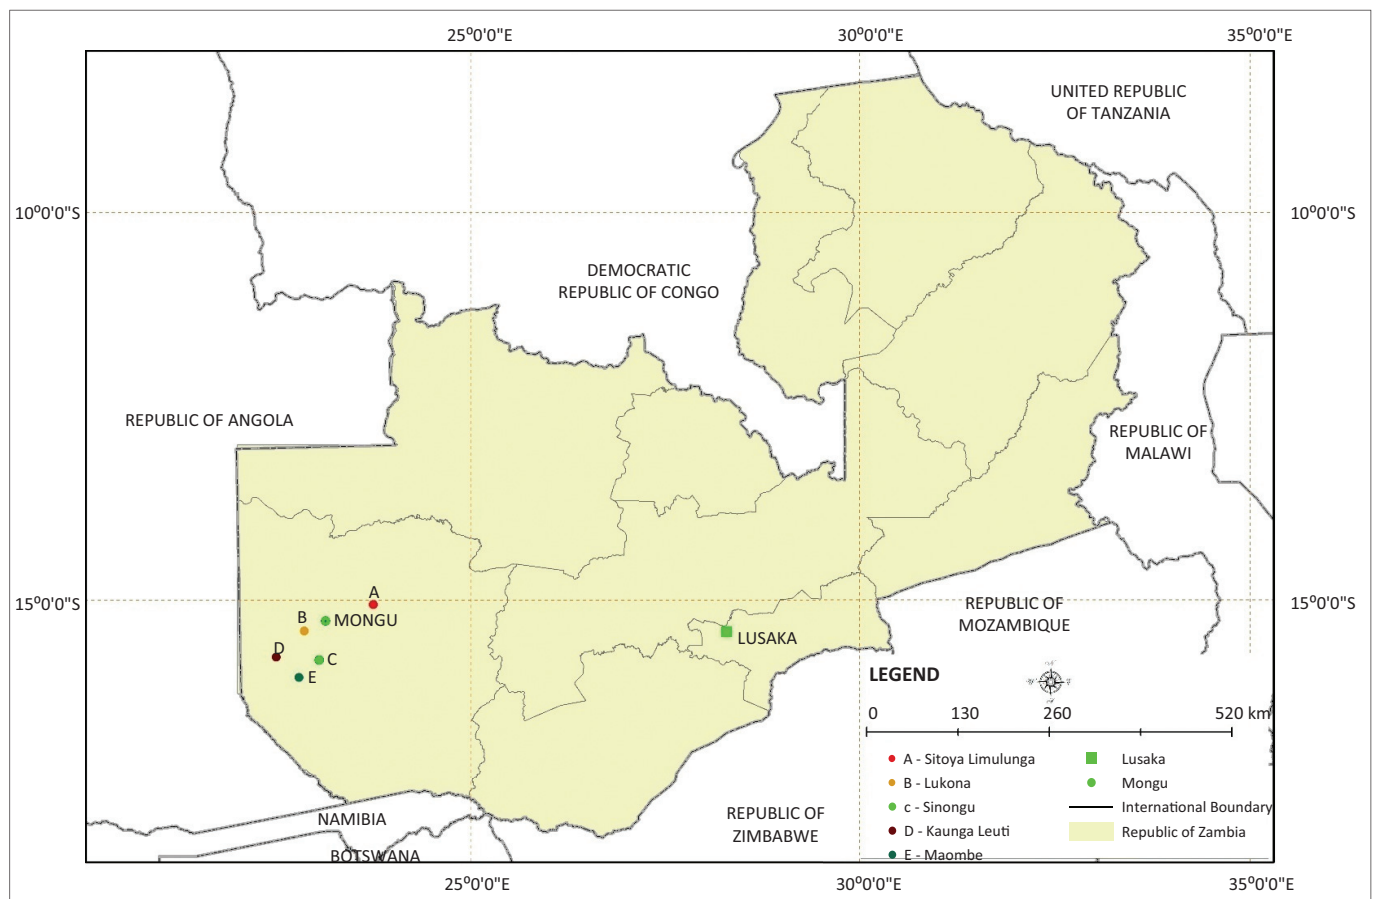 25⁰0'0"E
30⁰0'0"E
35⁰0'0"E
UNITED REPUBLIC
OF TANZANIA
10⁰0'0"S
10⁰0'0"S
DEMOCRATIC
REPUBLIC OF CONGO
REPUBLIC OF ANGOLA
REPUBLIC OF
MALAWI
15⁰0'0"S
15⁰0'0"S
A
B
MONGU
D
C
E
LUSAKA
REPUBLIC OF
MOZAMBIQUE
LEGEND
0
130
260
520 km
A - Sitoya Limulunga
B - Lukona
c - Sinongu
D - Kaunga Leuti
E - Maombe
Lusaka
Mongu
International Boundary
Republic of Zambia
NAMIBIA
BOTSWANA
REPUBLIC OF
ZIMBABWE
25⁰0'0"E
30⁰0'0"E
35⁰0'0"E